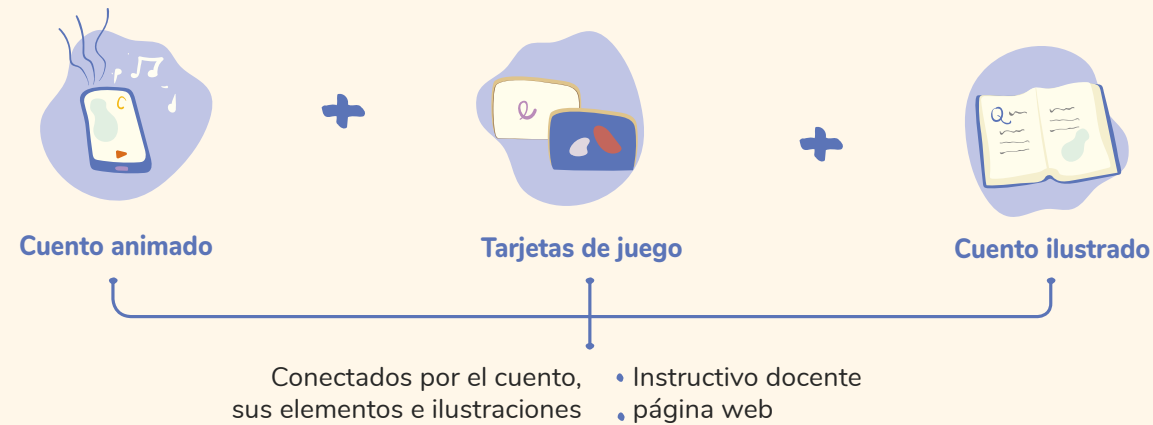 Cuento animado
Tarjetas de juego
Cuento ilustrado
Conectados por el cuento,
sus elementos e ilustraciones
• Instructivo docente
• página web